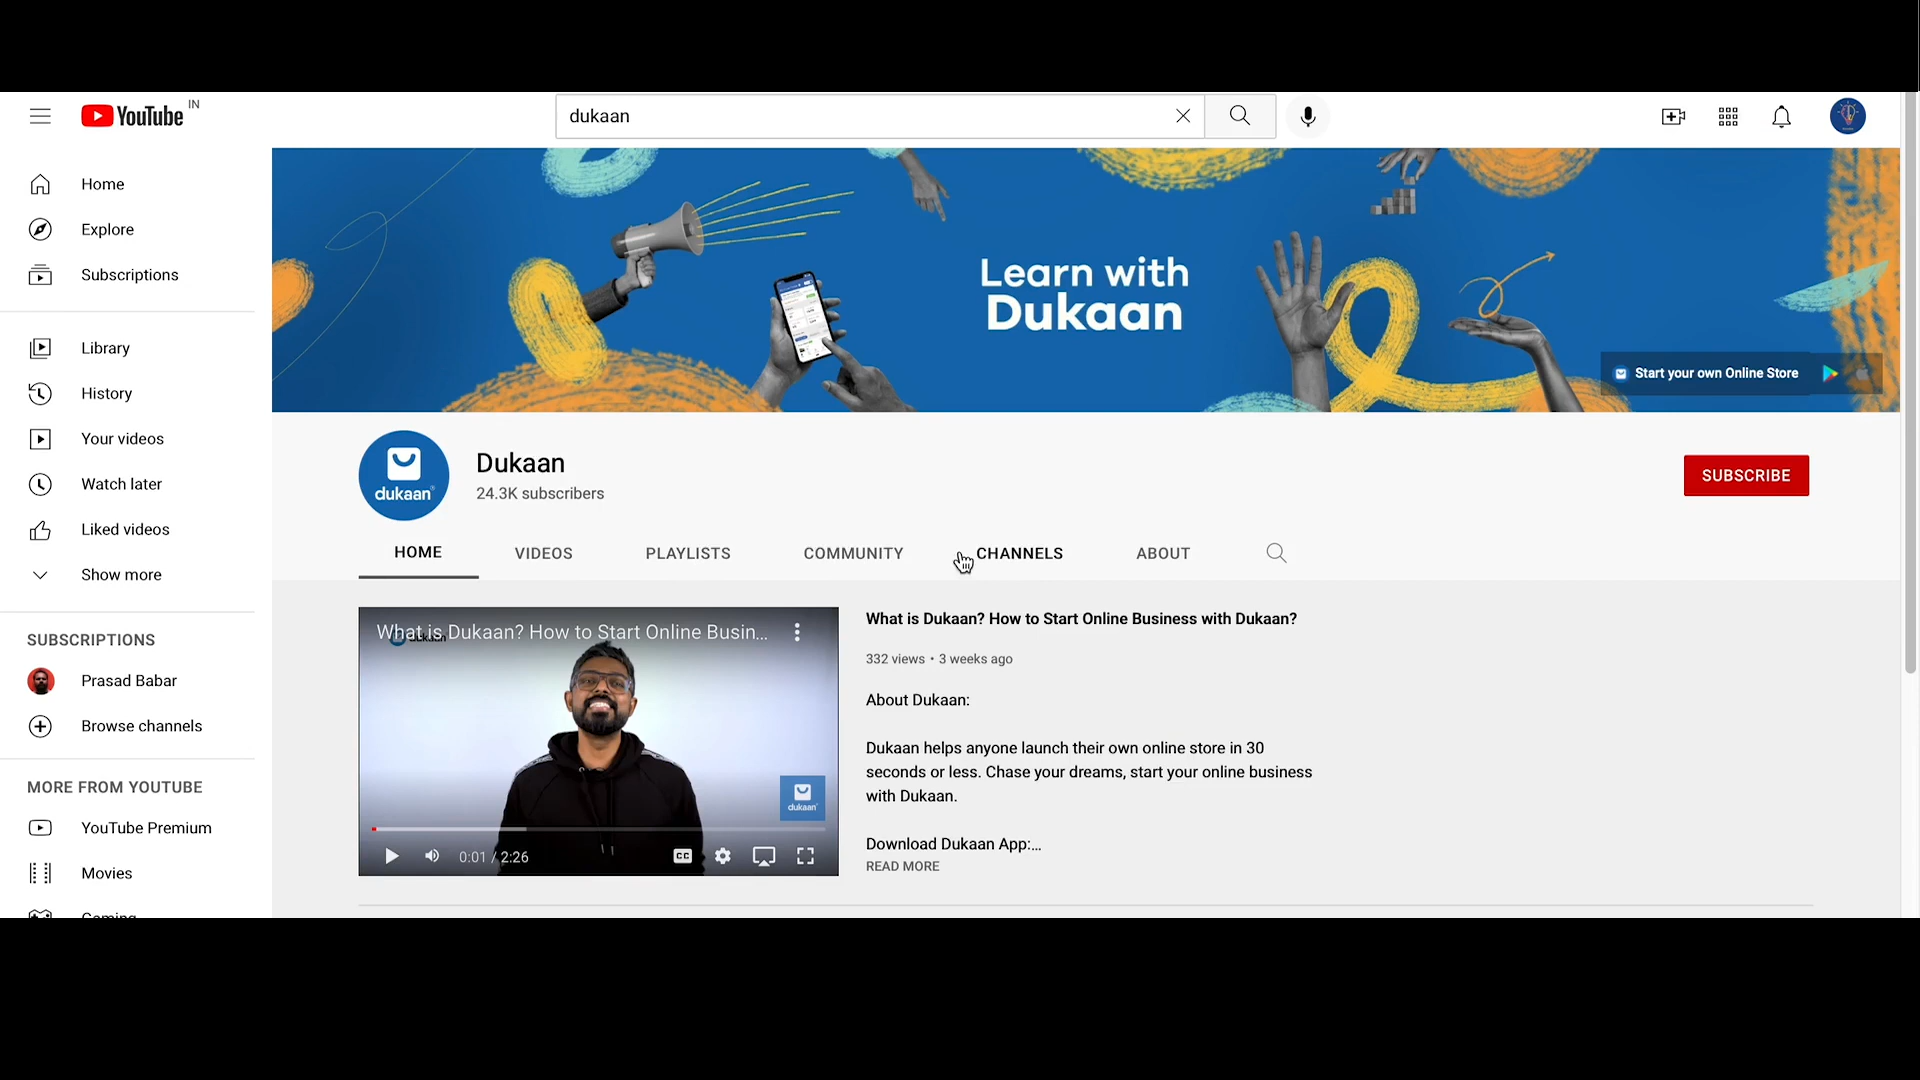 YouTube IN
dukaan
Home
Explore
Subscriptions
Library
History
Your videos
Watch later
Liked videos
Show more
SUBSCRIPTIONS
Prasad Babar
Browse channels
MORE FROM YOUTUBE
YouTube Premium
Movies
Gaming
Learn with
Dukaan
Start your own Online Store
dukaan
Dukaan
24.3K subscribers
SUBSCRIBE
HOME VIDEOS PLAYLISTS COMMUNITY CHANNELS ABOUT
What is Dukaan? How to Start Online Busin...
dukaan
dukaan
0:01 / 2:26
CC
What is Dukaan? How to Start Online Business with Dukaan?
332 views • 3 weeks ago
About Dukaan:
Dukaan helps anyone launch their own online store in 30
seconds or less. Chase your dreams, start your online business
with Dukaan.
Download Dukaan App:...
READ MORE